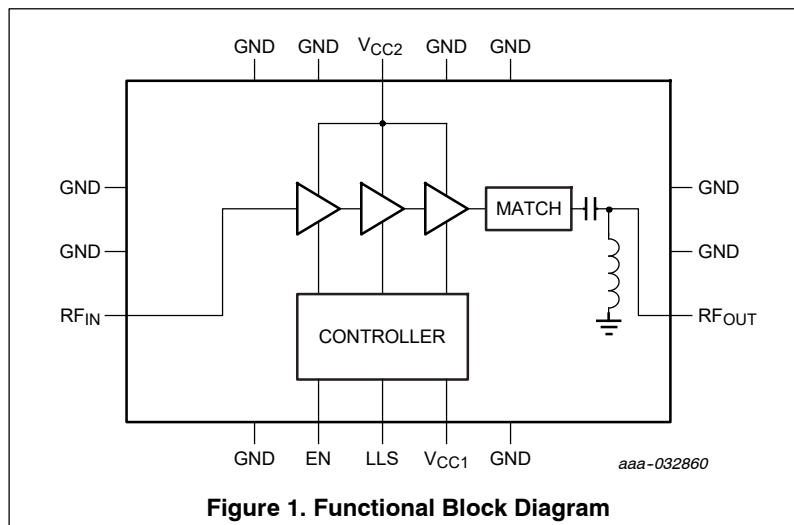 GND GND VCC2 GND GND
GND GND
MATCH
GND GND
RFIN RFOUT
CONTROLLER
GND EN LLS VCC1 GND
aaa-032860
Figure 1. Functional Block Diagram